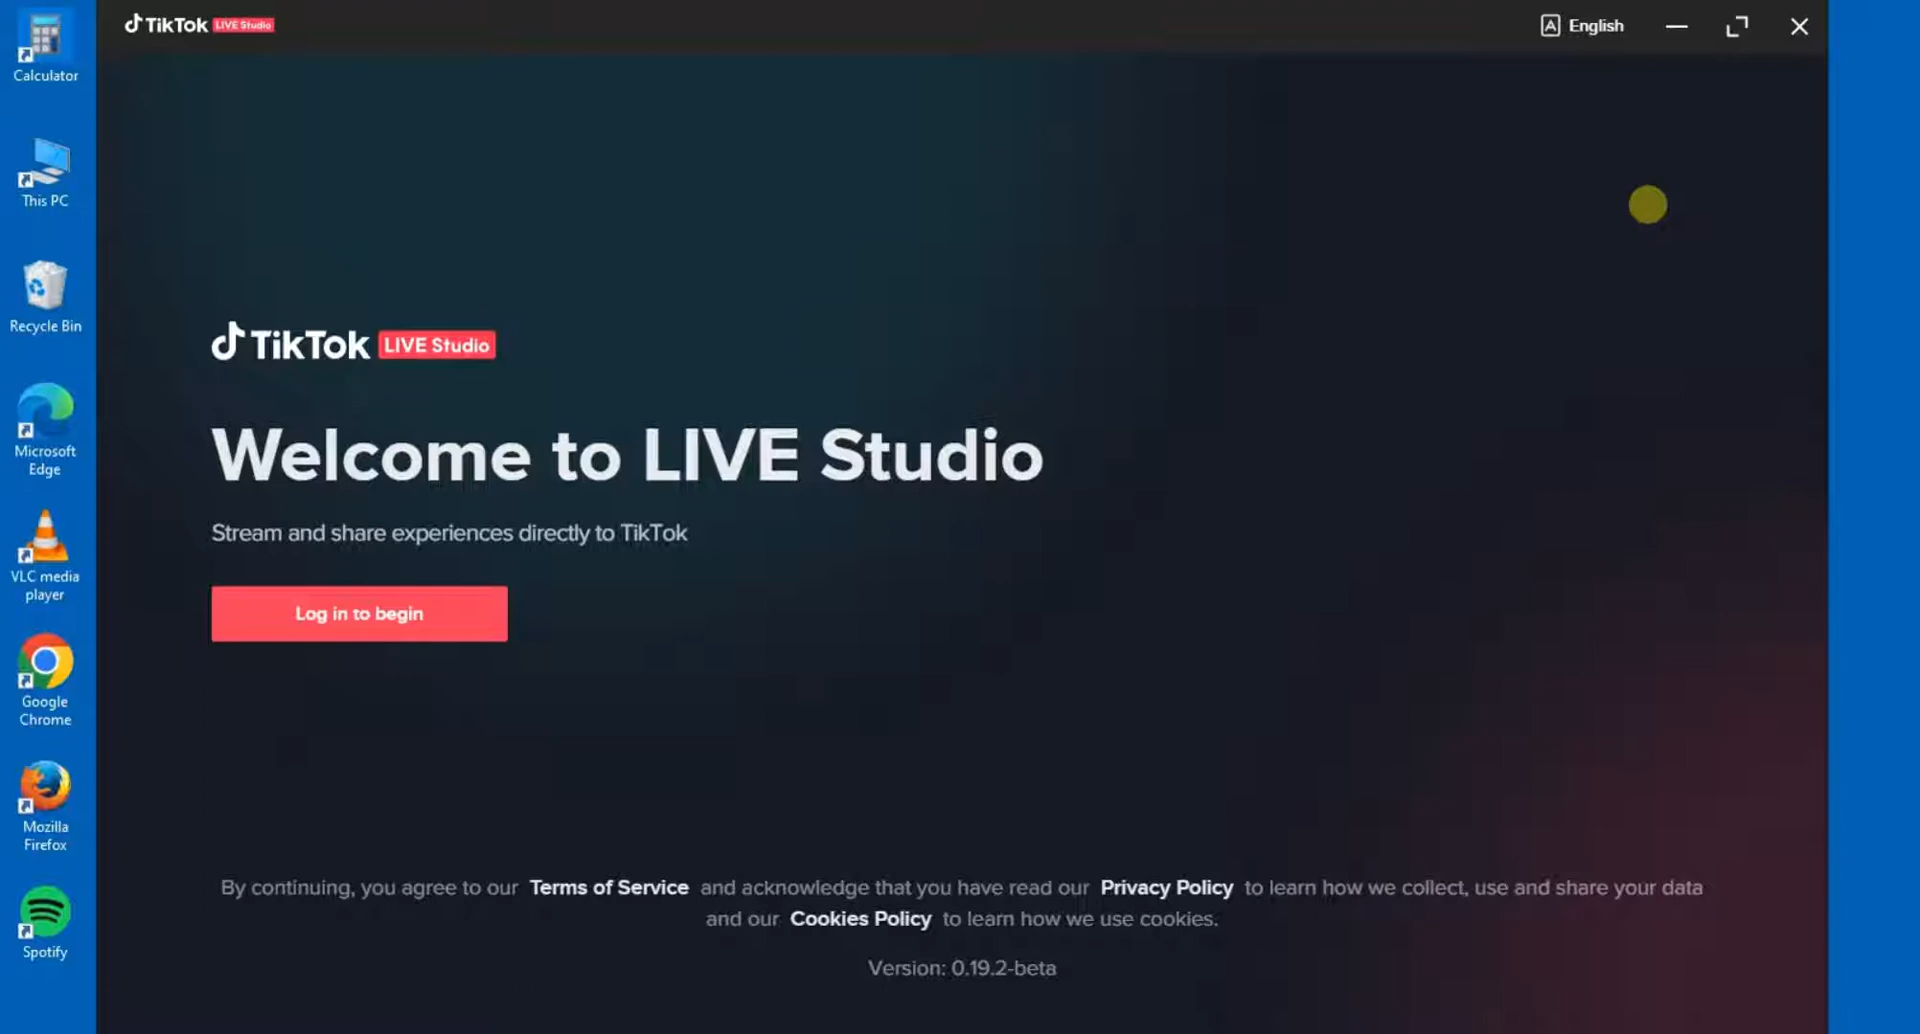 TikTok LIVE Studio
English
Calculator
This PC
Recycle Bin
Microsoft
Edge
VLC media
player
Google
Chrome
Mozilla
Firefox
Spotify
TikTok LIVE Studio
Welcome to LIVE Studio
Stream and share experiences directly to TikTok
Log in to begin
By continuing, you agree to our Terms of Service and acknowledge that you have read our Privacy Policy to learn how we collect, use and share your data
and our Cookies Policy to learn how we use cookies.
Version: 0.19.2-beta